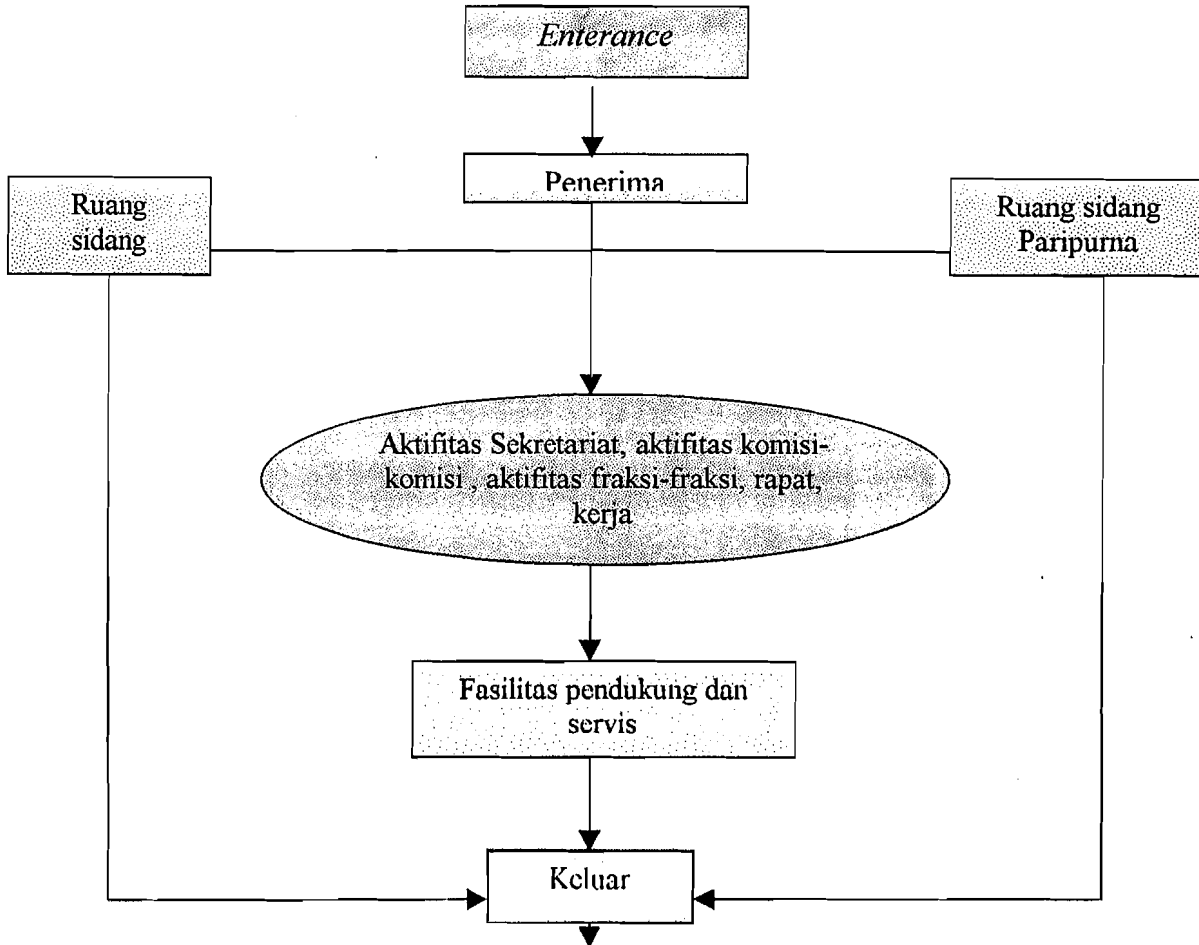 Enterance
Penerima
Ruang
sidang
Ruang sidang
Paripurna
Aktifitas Sekretariat, aktifitas komisi-
komisi , aktifitas fraksi-fraksi, rapat,
kerja
Fasilitas pendukung dan
servis
Keluar